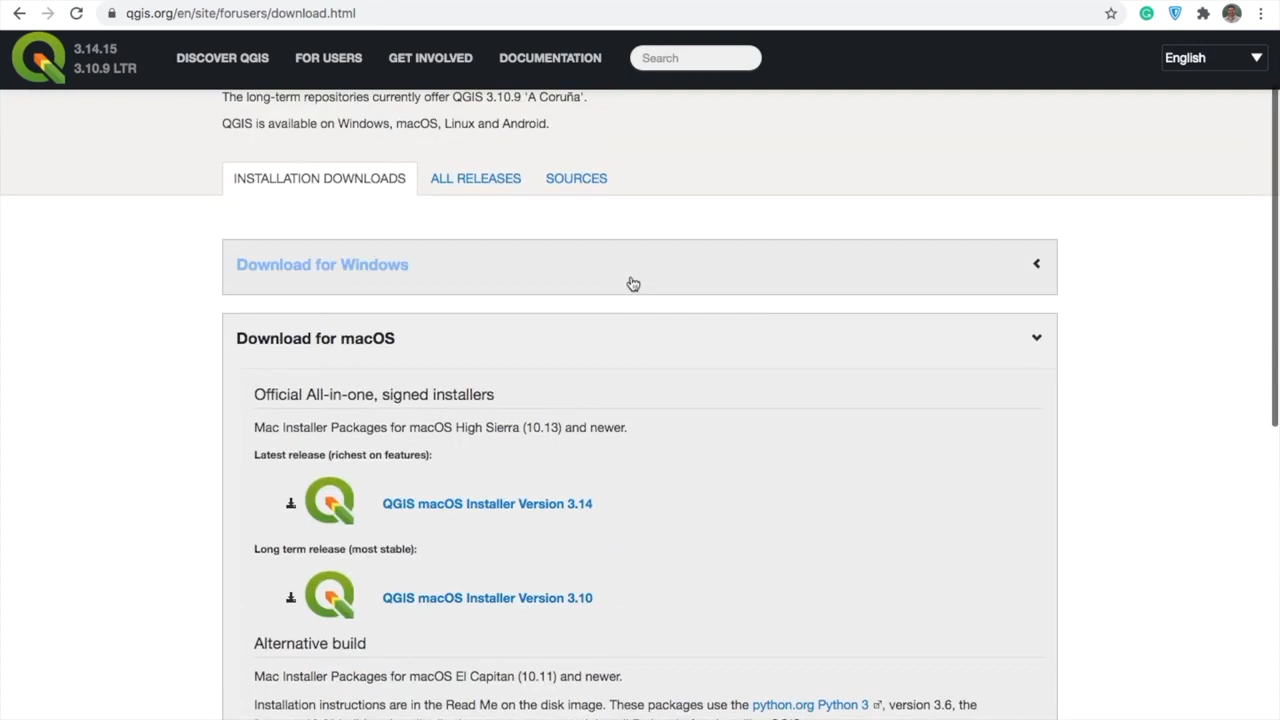 qgis.org/en/site/forusers/download.html
3.14.15
3.10.9 LTR
DISCOVER QGIS
FOR USERS
GET INVOLVED
DOCUMENTATION
Search
English
The long-term repositories currently offer QGIS 3.10.9 'A Coruña'.
QGIS is available on Windows, macOS, Linux and Android.
INSTALLATION DOWNLOADS
ALL RELEASES
SOURCES
Download for Windows
Download for macOS
Official All-in-one, signed installers
Mac Installer Packages for macOS High Sierra (10.13) and newer.
Latest release (richest on features):
QGIS macOS Installer Version 3.14
Long term release (most stable):
QGIS macOS Installer Version 3.10
Alternative build
Mac Installer Packages for macOS El Capitan (10.11) and newer.
Installation instructions are in the Read Me on the disk image. These packages use the python.org Python 3, version 3.6, the